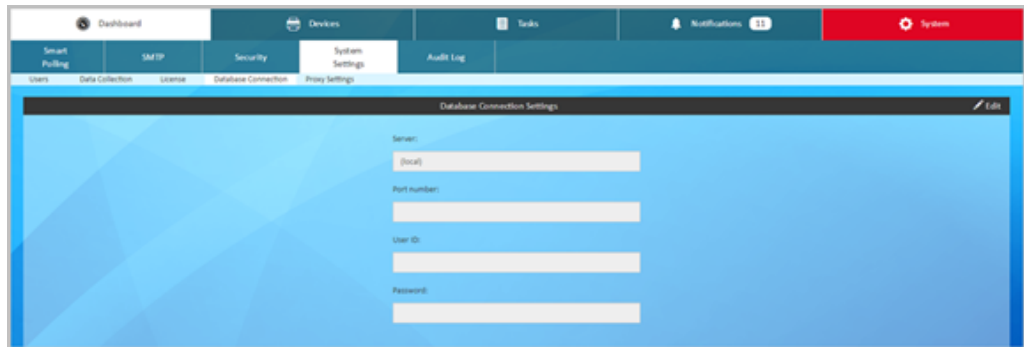 Dashboard Devices Tasks Notifications 11 System
Smart Polling SMTP Security System Settings Audit Log
Users Data Collection License Database Connection Proxy Settings
Database Connection Settings Edit
Server:
(local)
Port number:
User ID:
Password: